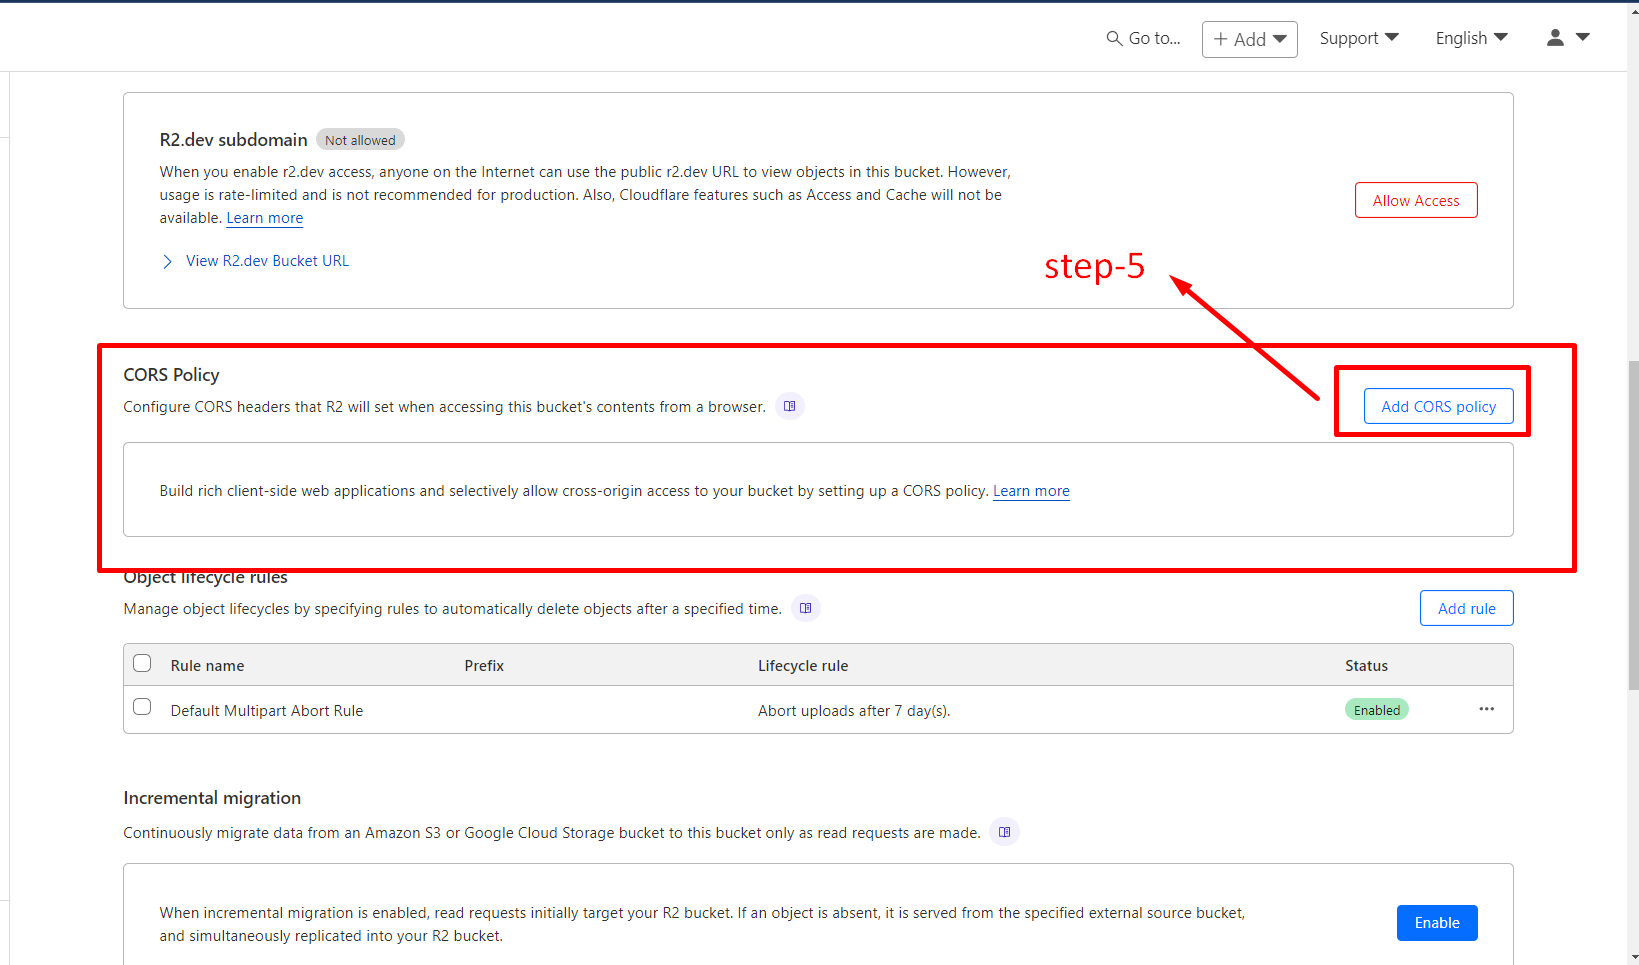 Go to...
+ Add
Support
English
R2.dev subdomain Not allowed
When you enable r2.dev access, anyone on the Internet can use the public r2.dev URL to view objects in this bucket. However,
usage is rate-limited and is not recommended for production. Also, Cloudflare features such as Access and Cache will not be
available. Learn more
Allow Access
View R2.dev Bucket URL
step-5
CORS Policy
Configure CORS headers that R2 will set when accessing this bucket's contents from a browser.
Add CORS policy
Build rich client-side web applications and selectively allow cross-origin access to your bucket by setting up a CORS policy. Learn more
Object lifecycle rules
Manage object lifecycles by specifying rules to automatically delete objects after a specified time.
Add rule
Rule name Prefix Lifecycle rule Status
Default Multipart Abort Rule Abort uploads after 7 day(s). Enabled
Incremental migration
Continuously migrate data from an Amazon S3 or Google Cloud Storage bucket to this bucket only as read requests are made.
When incremental migration is enabled, read requests initially target your R2 bucket. If an object is absent, it is served from the specified external source bucket,
and simultaneously replicated into your R2 bucket.
Enable